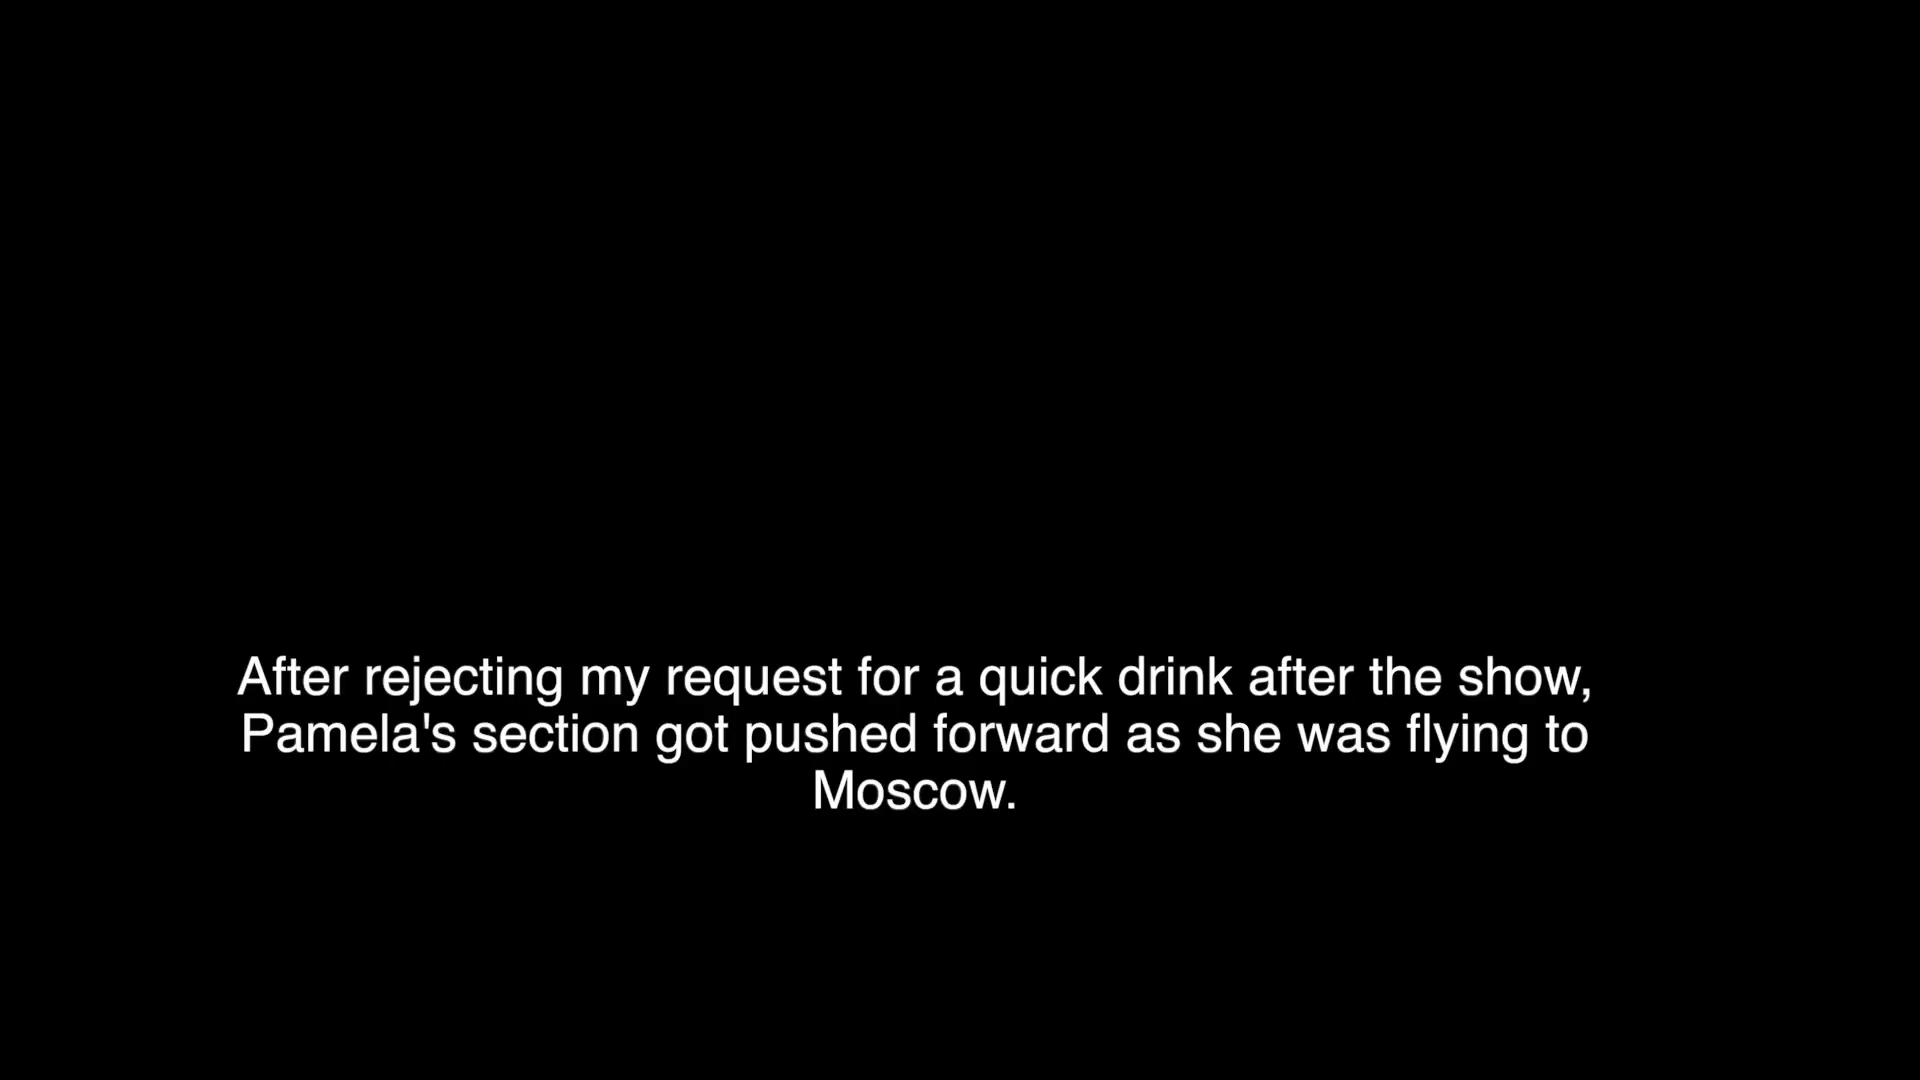 After rejecting my request for a quick drink after the show,
Pamela's section got pushed forward as she was flying to
Moscow.